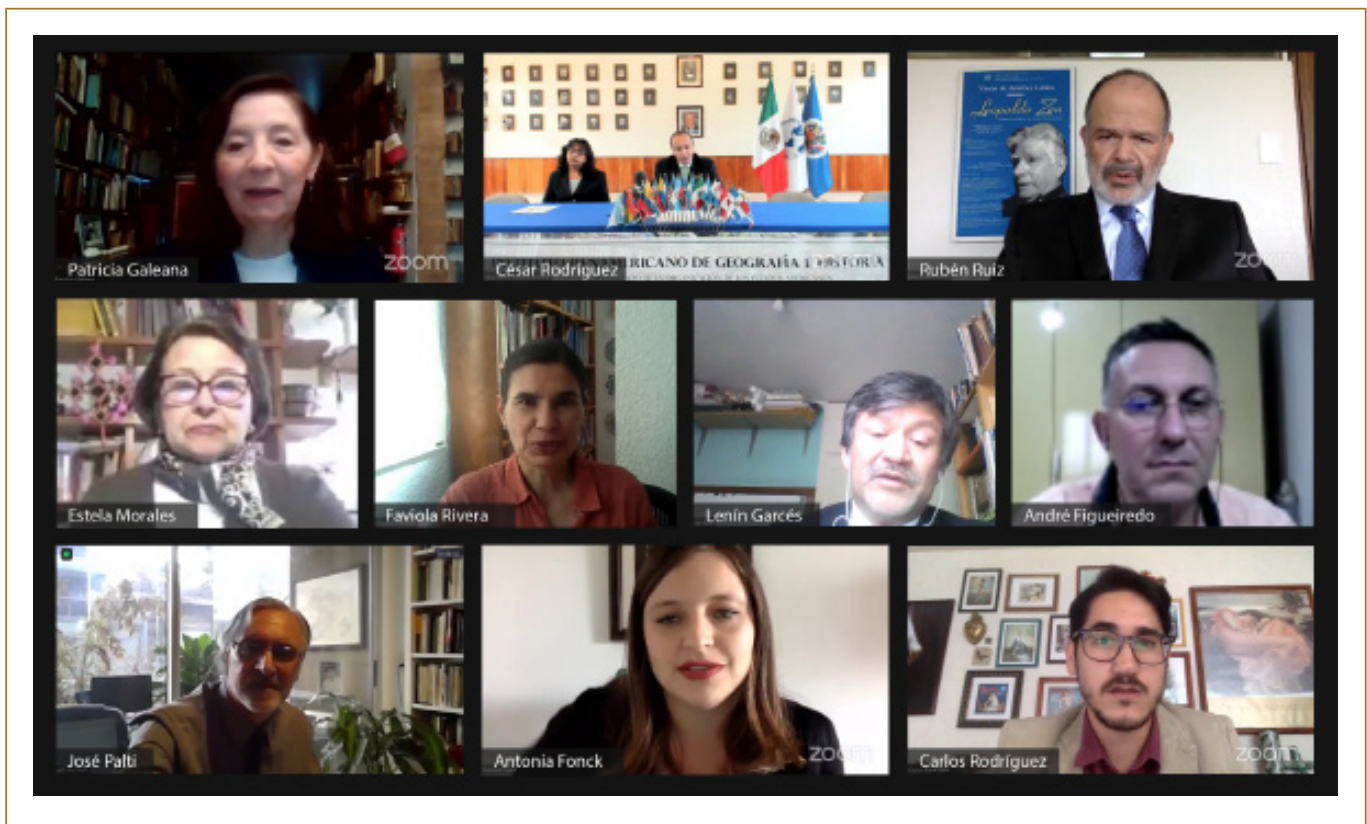 Leopoldo Zea
Patricia Galeana
zoom
PANAMERICANO DE GEOGRAFÍA E HISTORIA
César Rodríguez
Rubén Ruiz
zoom
Estela Morales
Faviola Rivera
Lenín Garcés
André Figueiredo
José Palti
Antonia Fonck
zoom
Carlos Rodríguez
zoom